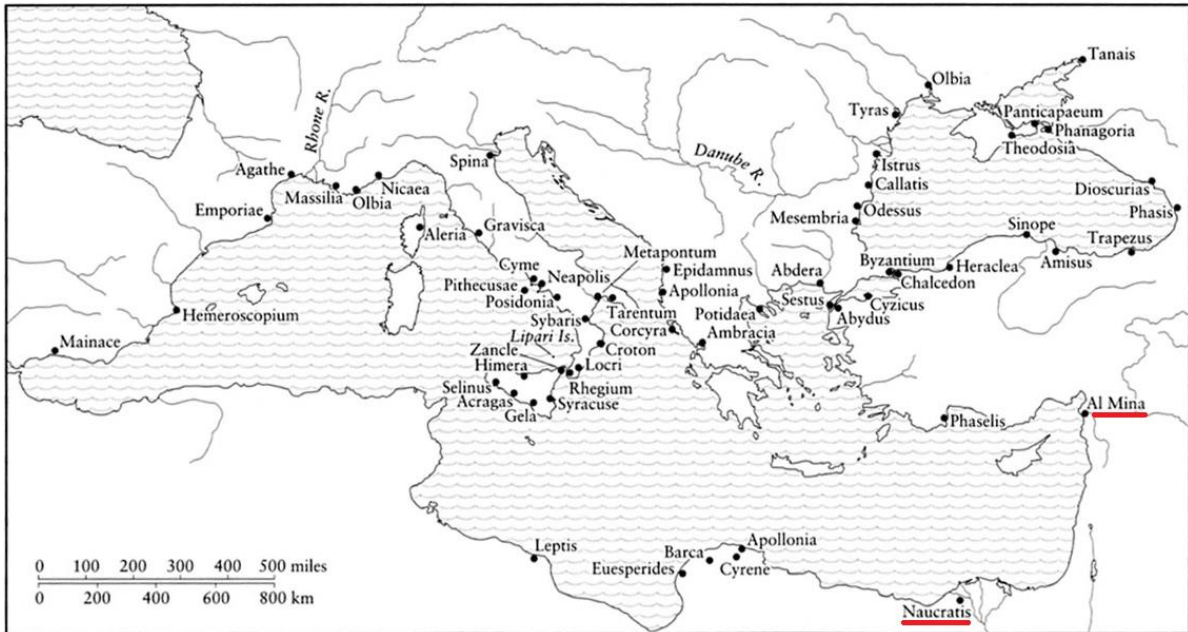 Tanais
Olbia
Tyras
Panticapaeum
Phanagoria
Theodosia
Rhone R.
Spina
Danube R.
Istrus
Agathe
Nicaea
Massilia
Olbia
Callatis
Dioscurias
Emporiae
Aleria
Gravisca
Odessus
Mesembria
Phasis
Sinope
Metapontum
Trapezus
Cyme
Neapolis
Epidamnus
Abdera
Byzantium
Heraclea
Amisus
Pithecusae
Apollonia
Chalcedon
Posidonia
Sestus
Cyzicus
Hemeroscopium
Tarentum
Potidaea
Abydus
Sybaris
Corcyra
Lipari Is.
Ambracia
Mainace
Croton
Zancle
Himera
Locri
Selinus
Rhegium
Acragas
Syracuse
Al Mina
Gela
Phaselis
Leptis
Apollonia
Barca
Euesperides
Cyrene
0 100 200 300 400 500 miles
0 200 400 600 800 km
Naucratis